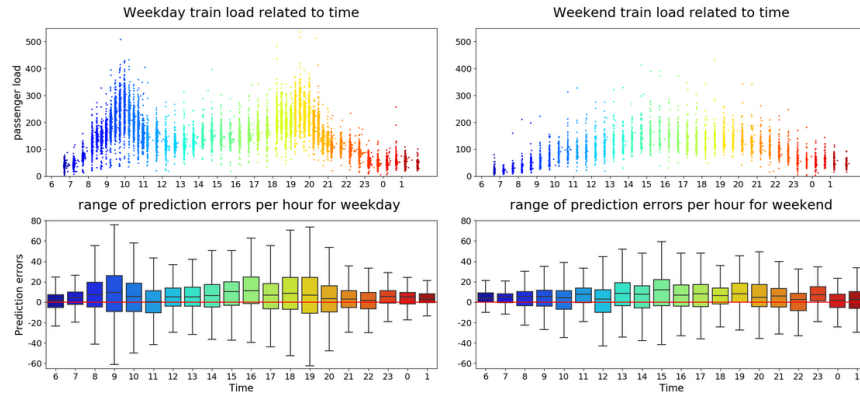 Weekday train load related to time
Weekend train load related to time
passenger load
500
400
300
200
100
0
6 7 8 9 10 11 12 13 14 15 16 17 18 19 20 21 22 23 0 1
500
400
300
200
100
0
6 7 8 9 10 11 12 13 14 15 16 17 18 19 20 21 22 23 0 1
range of prediction errors per hour for weekday
range of prediction errors per hour for weekend
Prediction errors
80
60
40
20
0
-20
-40
-60
6 7 8 9 10 11 12 13 14 15 16 17 18 19 20 21 22 23 0 1
Time
80
60
40
20
0
-20
-40
-60
6 7 8 9 10 11 12 13 14 15 16 17 18 19 20 21 22 23 0 1
Time